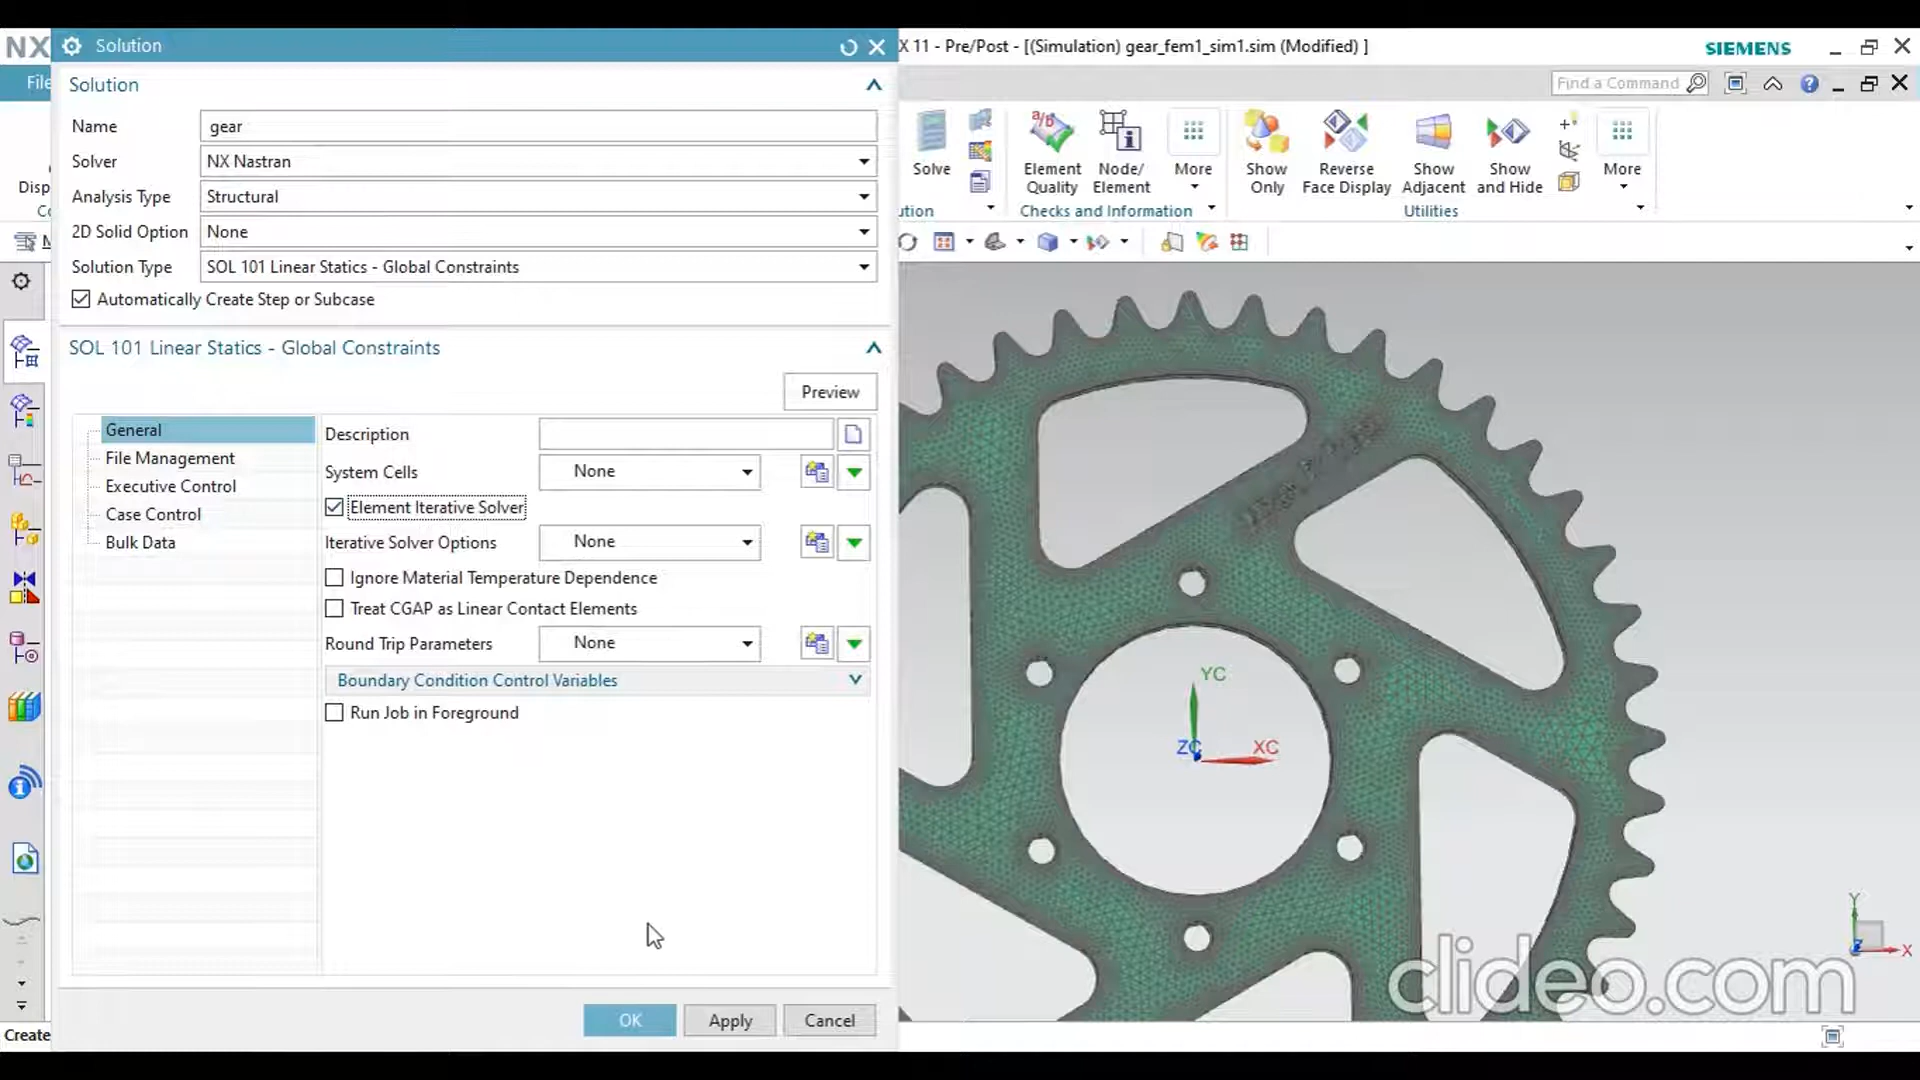 NX
Solution
X 11 - Pre/Post - [(Simulation) gear_fem1_sim1.sim (Modified) ]
SIEMENS
File
Solution
Find a Command
Name
gear
Solver
NX Nastran
Analysis Type
Structural
2D Solid Option
None
Solution Type
SOL 101 Linear Statics - Global Constraints
Automatically Create Step or Subcase
Disp
Solve
Element Quality
Node/ Element
More
Show Only
Reverse Face Display
Show Adjacent
Show and Hide
More
ution
Checks and Information
Utilities
SOL 101 Linear Statics - Global Constraints
Preview
General
File Management
Executive Control
Case Control
Bulk Data
Description
System Cells
None
Element Iterative Solver
Iterative Solver Options
None
Ignore Material Temperature Dependence
Treat CGAP as Linear Contact Elements
Round Trip Parameters
None
Boundary Condition Control Variables
Run Job in Foreground
YC
ZC
XC
Y
Z
X
OK
Apply
Cancel
Create
clideo.com